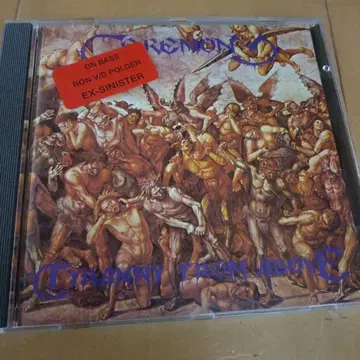 CEREMONY
ON BASS
RON V/D POLDER
EX-SINISTER
TYRANNY FROM ABOVE